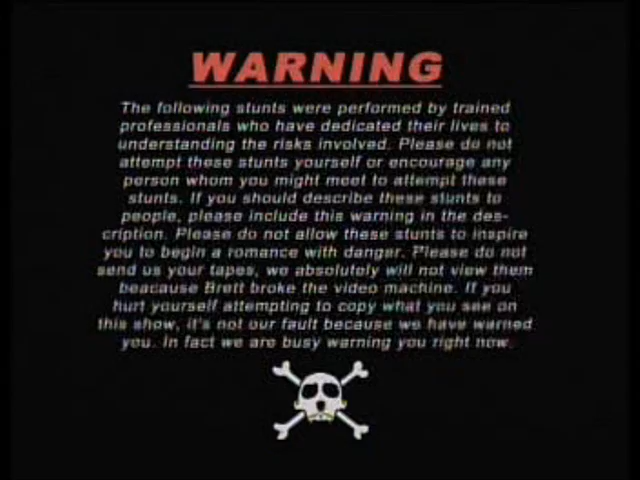 WARNING
The following stunts were performed by trained
professionals who have dedicated their lives to
understanding the risks involved. Please do not
attempt these stunts yourself or encourage any
person whom you might meet to attempt these
stunts. If you should describe these stunts to
people, please include this warning in the des-
cription. Please do not allow these stunts to inspire
you to begin a romance with danger. Please do not
send us your tapes, we absolutely will not view them
beacause Brett broke the video machine. If you
hurt yourself attempting to copy what you see on
this show, it's not our fault because we have warned
you. In fact we are busy warning you right now.